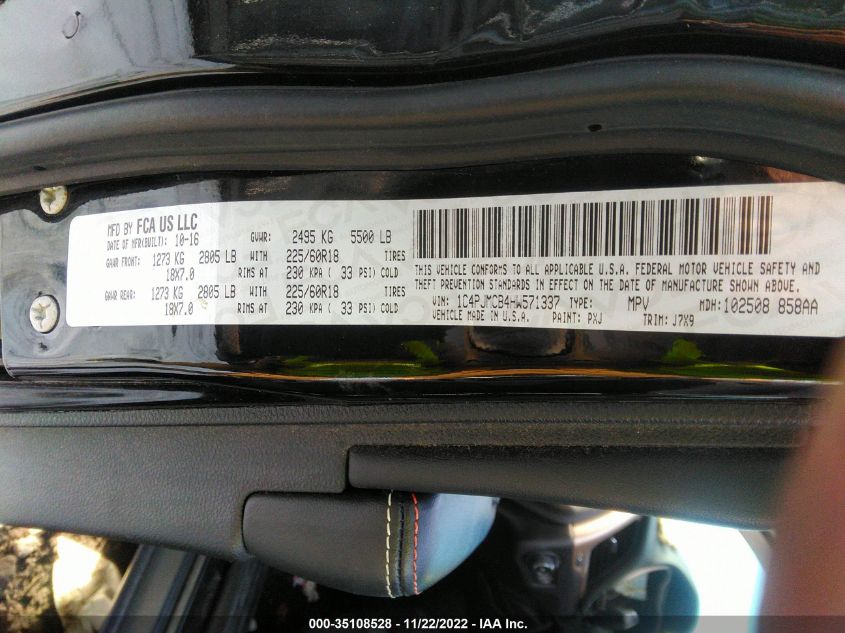 MFD BY FCA US LLC
DATE OF MFR(BUILT): 10-16 GVWR: 2495 KG 5500 LB
GAWR FRONT: 1273 KG 2805 LB WITH 225/60R18 TIRES
18X7.0 RIMS AT 230 KPA ( 33 PSI) COLD
GAWR REAR: 1273 KG 2805 LB WITH 225/60R18 TIRES
18X7.0 RIMS AT 230 KPA ( 33 PSI) COLD
THIS VEHICLE CONFORMS TO ALL APPLICABLE U.S.A. FEDERAL MOTOR VEHICLE SAFETY AND
THEFT PREVENTION STANDARDS IN EFFECT ON THE DATE OF MANUFACTURE SHOWN ABOVE.
VIN: 1C4PJMCB4HW571337 TYPE: MPV MDH: 102508 858AA
VEHICLE MADE IN U.S.A. PAINT: PXJ TRIM: J7X9
000-35108528 - 11/22/2022 - IAA Inc.